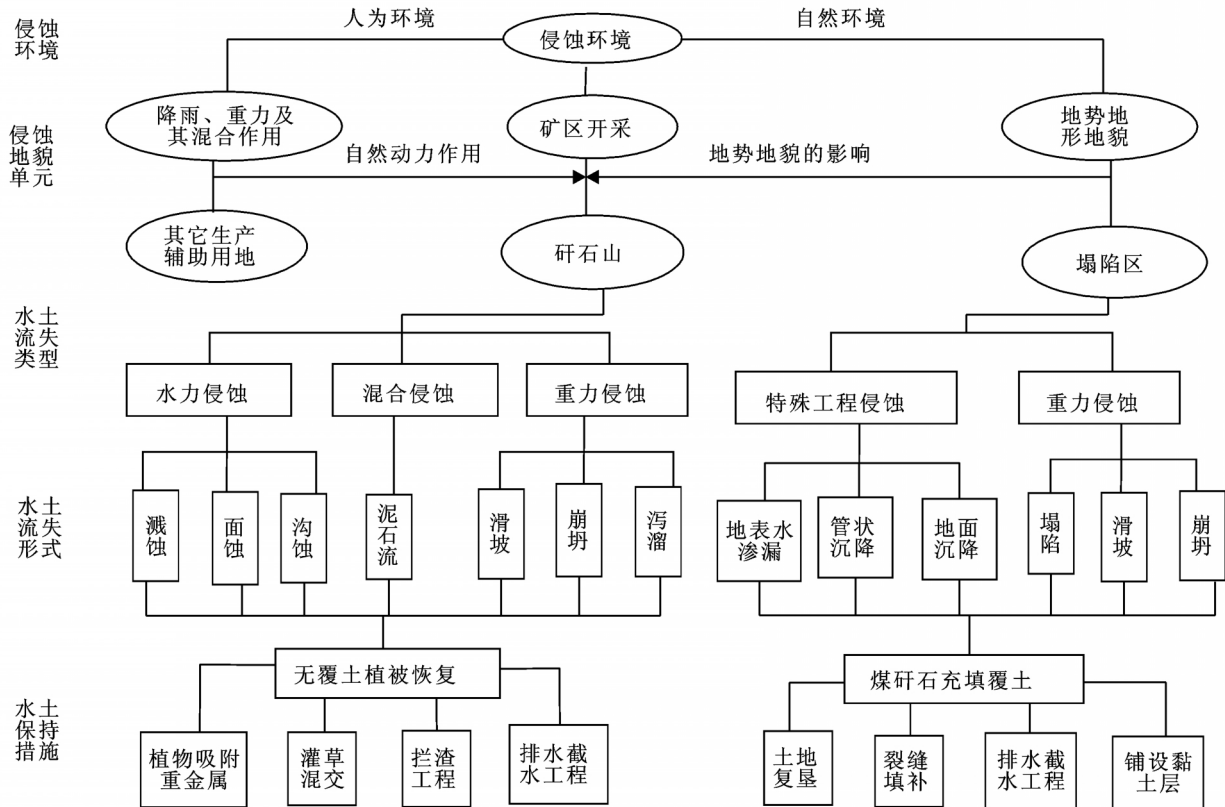 侵蚀
环境
人为环境
侵蚀环境
自然环境
侵蚀
地貌
单元
降雨、重力及
其混合作用
矿区开采
地势地
形地貌
自然动力作用
地势地貌的影响
其它生产
辅助用地
矸石山
塌陷区
水土
流失
类型
水力侵蚀
混合侵蚀
重力侵蚀
特殊工程侵蚀
重力侵蚀
水土
流失
形式
溅蚀
面蚀
沟蚀
泥石流
滑坡
崩坍
泻溜
地表水
渗漏
管状
沉降
地面
沉降
塌陷
滑坡
崩坍
水土
保持
措施
无覆土植被恢复
煤矸石充填覆土
植物吸附
重金属
灌草
混交
拦渣
工程
排水截
水工程
土地
复垦
裂缝
填补
排水截
水工程
铺设黏
土层